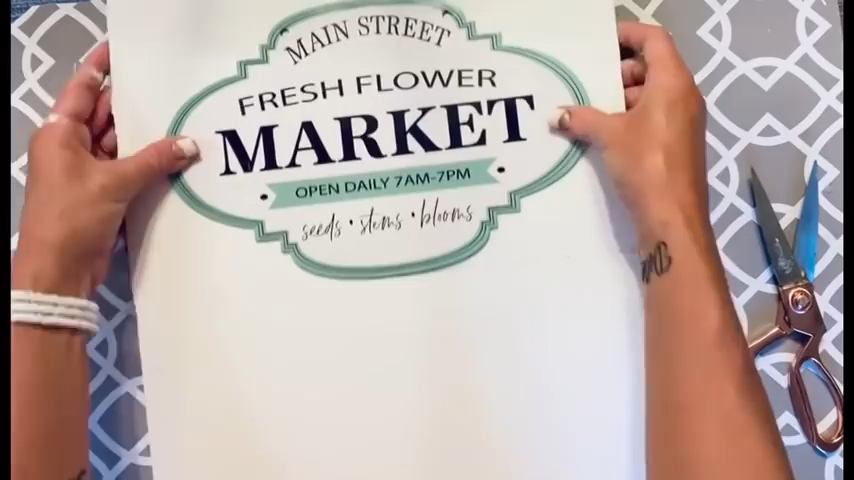 MAIN STREET
FRESH FLOWER
MARKET
OPEN DAILY 7AM-7PM
seeds • stems • blooms